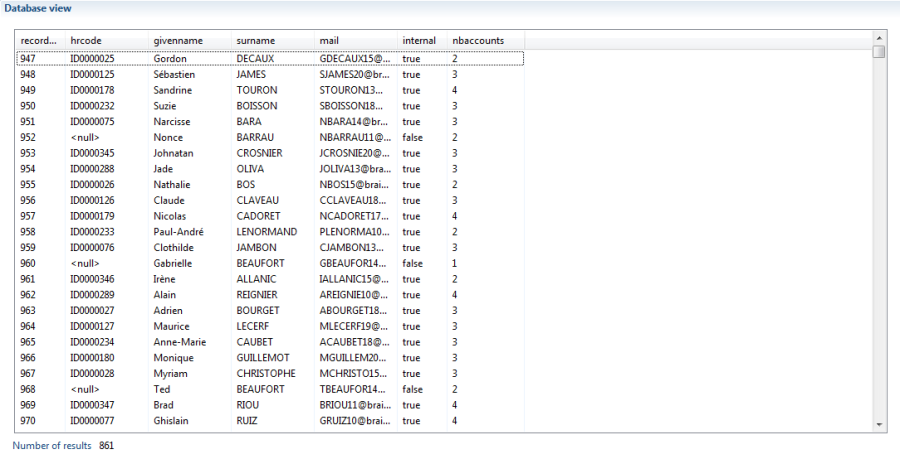 Database view
record... hrcode givenname surname mail internal nbaccounts
947 ID0000025 Gordon DECAUX GDECAUX15@... true 2
948 ID0000125 Sébastien JAMES SJAMES20@br... true 3
949 ID0000178 Sandrine TOURON STOURON13... true 4
950 ID0000232 Suzie BOISSON SBOISSON18... true 3
951 ID0000075 Narcisse BARA NBARA14@br... true 3
952 <null> Nonce BARRAU NBARRAU11@... false 2
953 ID0000345 Johnatan CROSNIER JCROSNIE20@... true 3
954 ID0000288 Jade OLIVA JOLIVA13@bra... true 3
955 ID0000026 Nathalie BOS NBOS15@brai... true 2
956 ID0000126 Claude CLAVEAU CCLAVEAU18... true 3
957 ID0000179 Nicolas CADORET NCADORET17... true 4
958 ID0000233 Paul-André LENORMAND PLENORMA10... true 2
959 ID0000076 Clothilde JAMBON CJAMBON13... true 3
960 <null> Gabrielle BEAUFORT GBEAUFOR14... false 1
961 ID0000346 Irène ALLANIC IALLANIC15@... true 2
962 ID0000289 Alain REIGNIER AREIGNIE10@... true 4
963 ID0000027 Adrien BOURGET ABOURGET18... true 3
964 ID0000127 Maurice LECERF MLECERF19@... true 3
965 ID0000234 Anne-Marie CAUBET ACAUBET18@... true 3
966 ID0000180 Monique GUILLEMOT MGUILLEM20... true 3
967 ID0000028 Myriam CHRISTOPHE MCHRISTO15... true 3
968 <null> Ted BEAUFORT TBEAUFOR14... false 2
969 ID0000347 Brad RIOU BRIOU11@brai... true 4
970 ID0000077 Ghislain RUIZ GRUIZ10@brai... true 4
Number of results 861